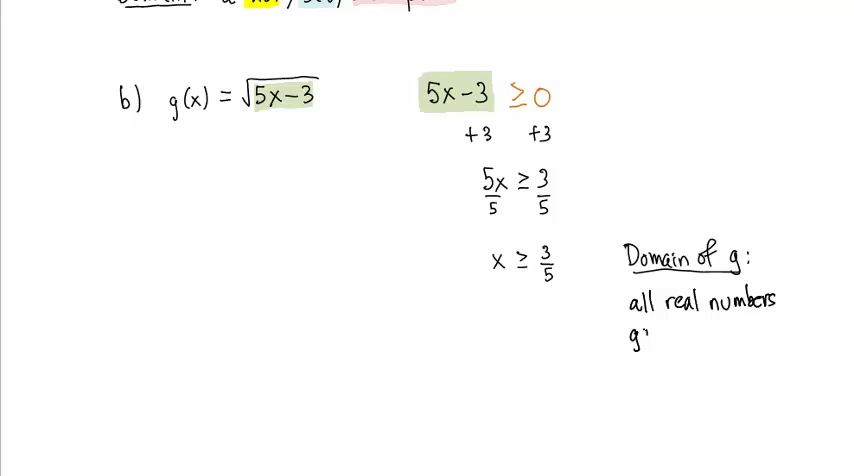 b) g(x) = √5x−3 5x−3 ≥ 0
+3 +3
5x/5 ≥ 3/5
x ≥ 3/5
Domain of g:
all real numbers
g